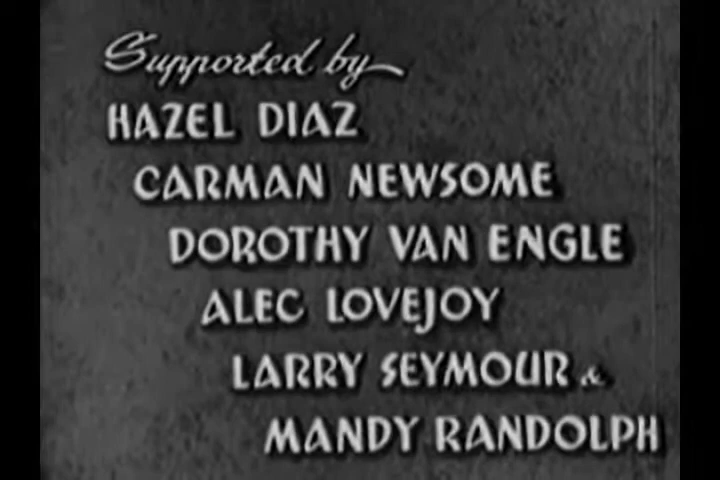 Supported by
HAZEL DIAZ
CARMAN NEWSOME
DOROTHY VAN ENGLE
ALEC LOVEJOY
LARRY SEYMOUR &
MANDY RANDOLPH